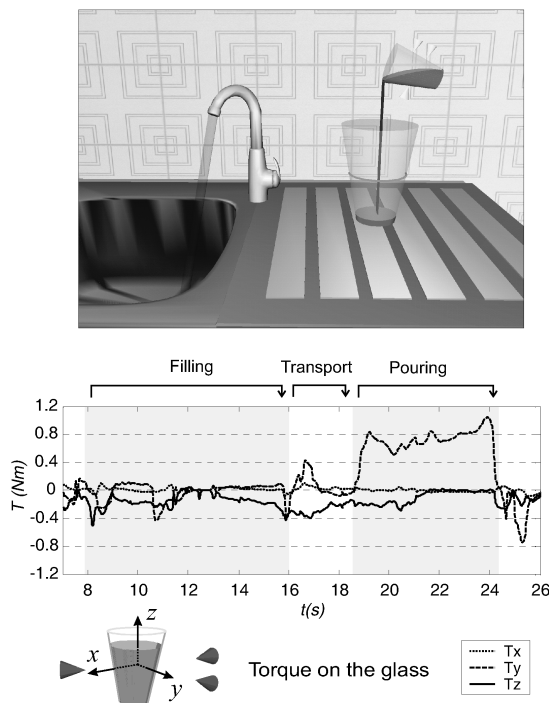 Filling Transport Pouring
1.2
0.8
0.4
0
-0.4
-0.8
-1.2
T (Nm)
8 10 12 14 16 18 20 22 24 26
t(s)
z
x
y
Torque on the glass
Tx
Ty
Tz